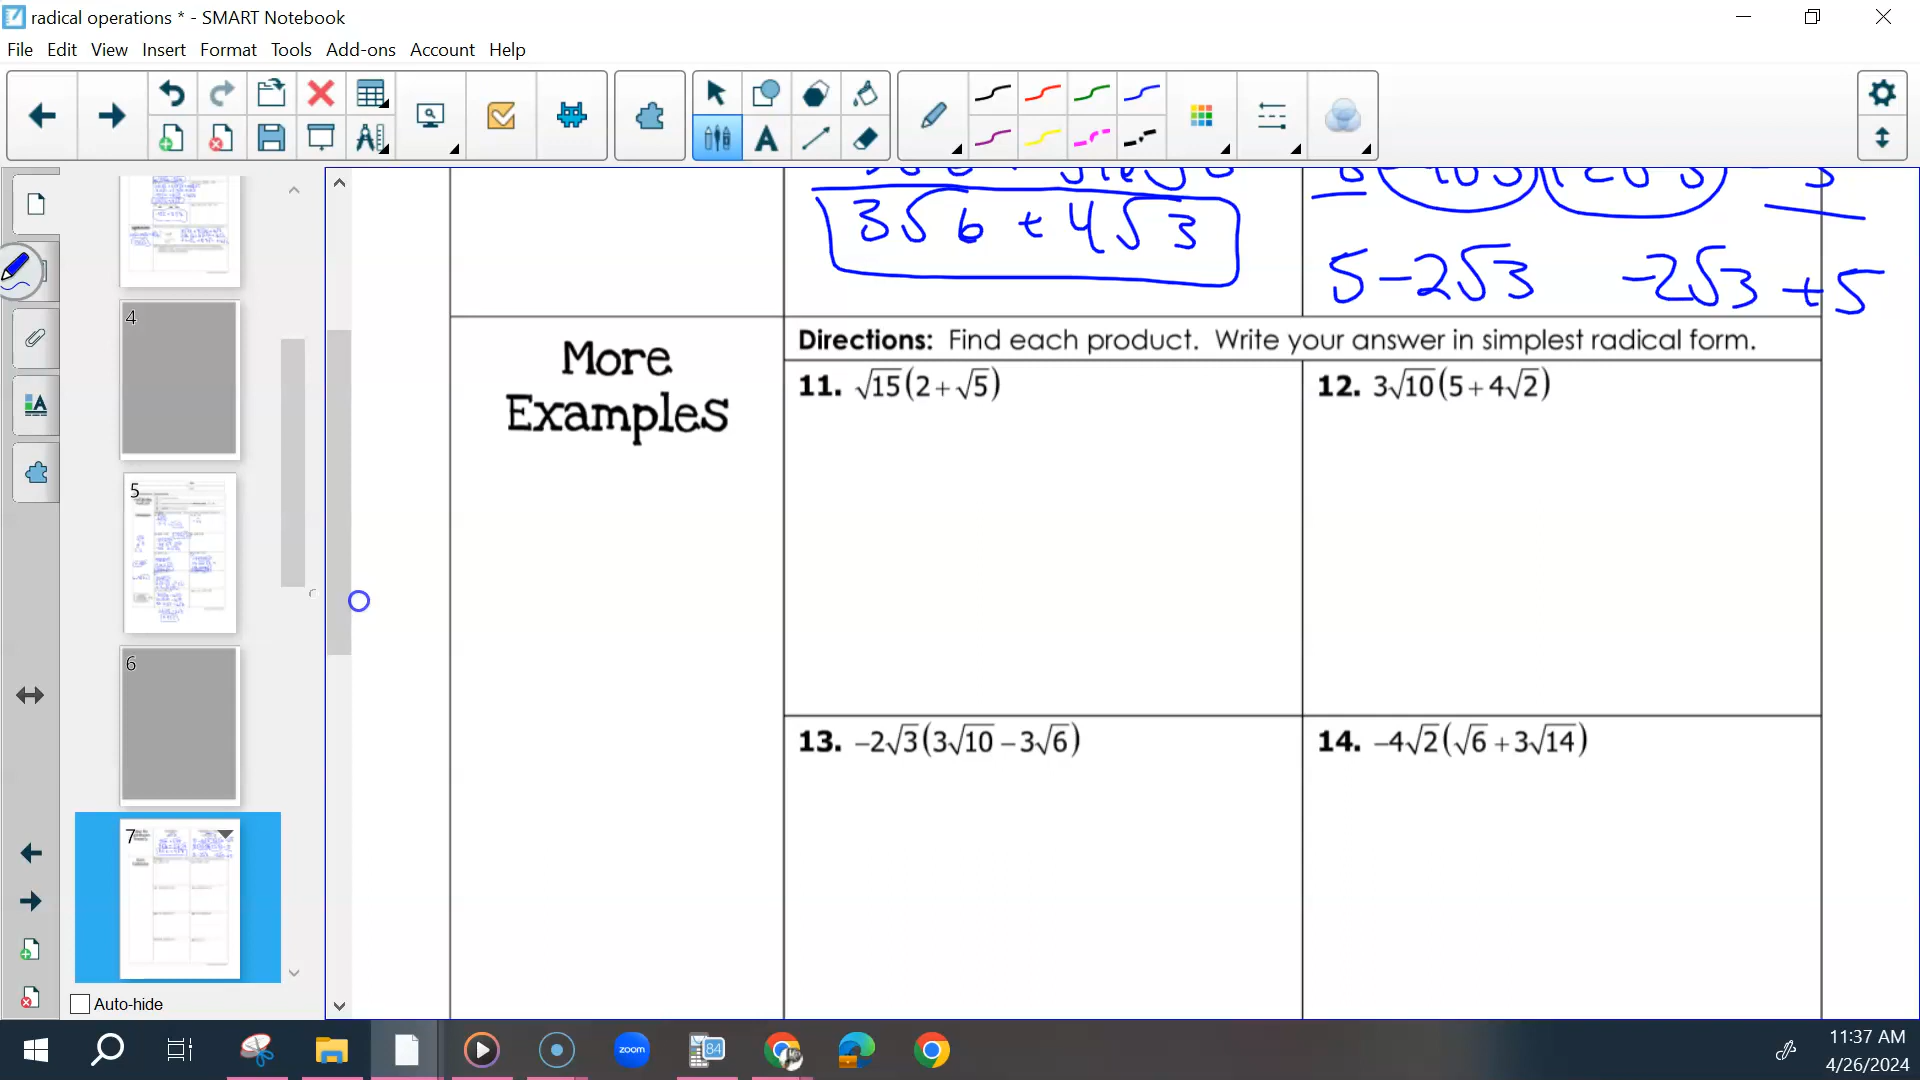 radical operations * - SMART Notebook
File Edit View Insert Format Tools Add-ons Account Help
3√6 + 4√3
5 - 2√3 -2√3 + 5
More
Examples
Directions: Find each product. Write your answer in simplest radical form.
11. √15(2+√5)
12. 3√10(5+4√2)
13. -2√3(3√10-3√6)
14. -4√2(√6+3√14)
4
5
6
7
Auto-hide
zoom
84
11:37 AM
4/26/2024